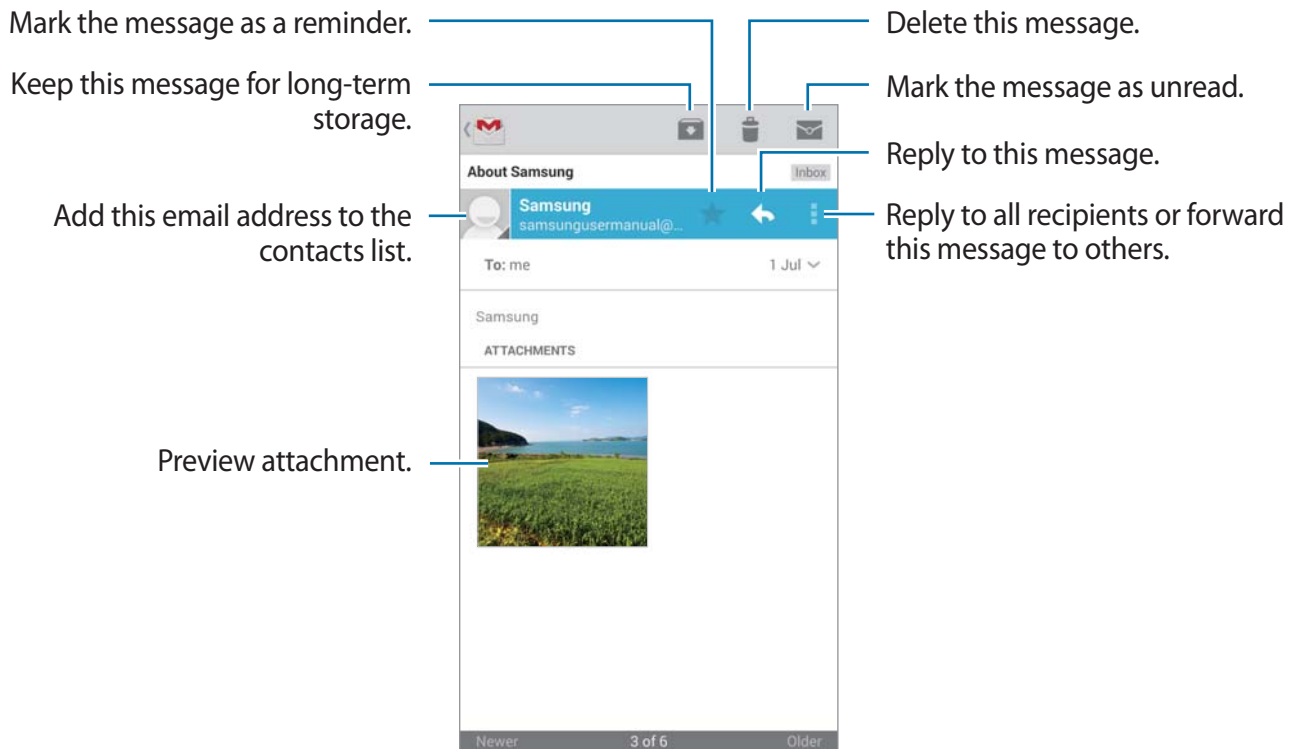 Mark the message as a reminder.
Delete this message.
Keep this message for long-term
storage.
Mark the message as unread.
Reply to this message.
About Samsung
Inbox
Add this email address to the
contacts list.
Samsung
samsungusermanual@...
Reply to all recipients or forward
this message to others.
To: me
1 Jul
Samsung
ATTACHMENTS
Preview attachment.
Newer
3 of 6
Older